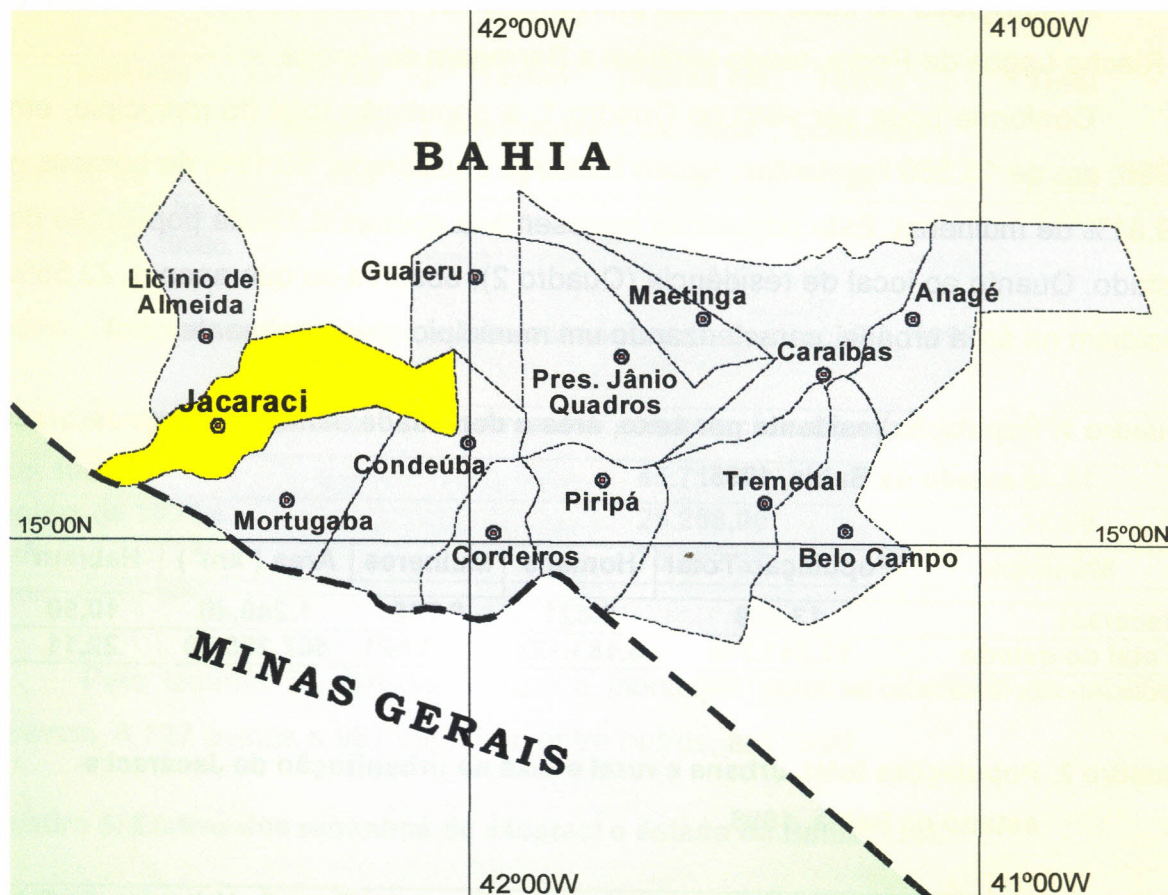 42º00W
41º00W
BAHIA
Guajeru
Licínio de
Almeida
Maetinga
Anagé
Caraíbas
Pres. Jânio
Quadros
Jacaraci
Condeúba
Piripá
Tremedal
Mortugaba
15º00N
15º00N
Cordeiros
Belo Campo
MINAS GERAIS
42º00W
41º00W